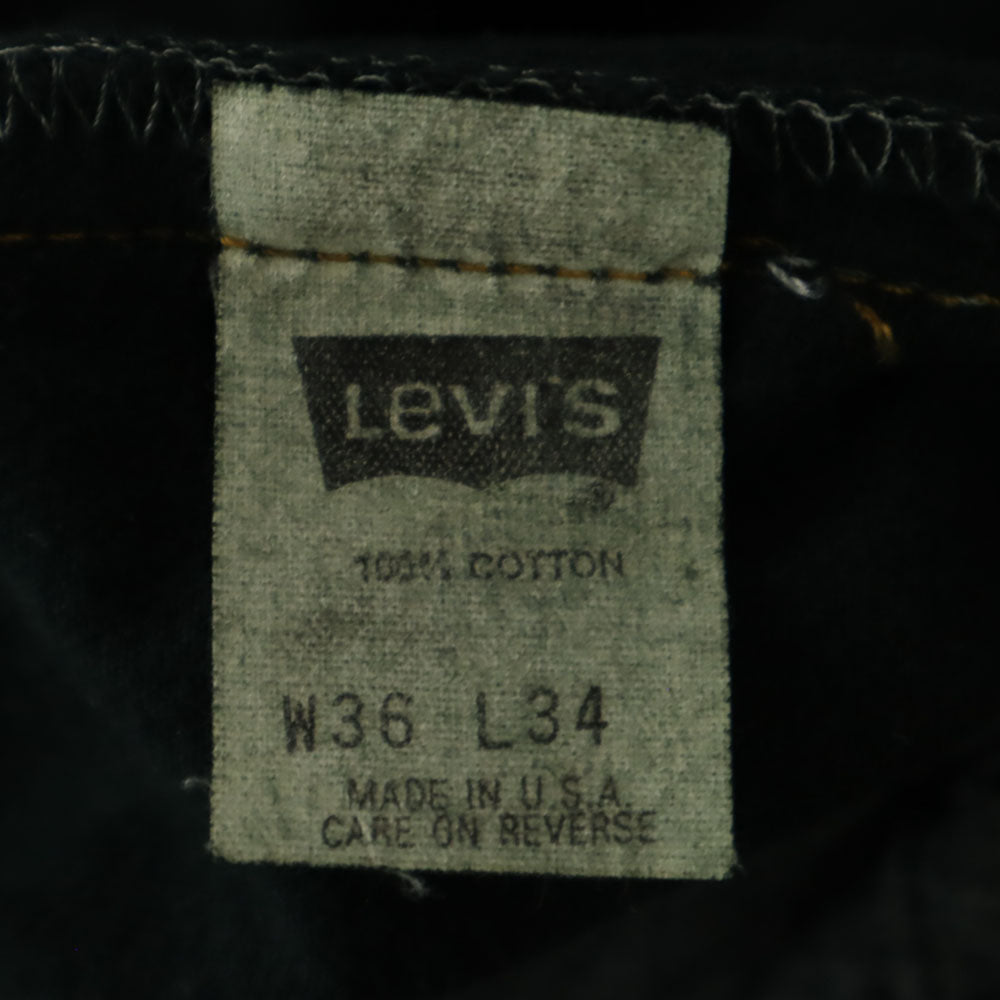 Levi's
100% COTTON
W36 L34
MADE IN U.S.A.
CARE ON REVERSE